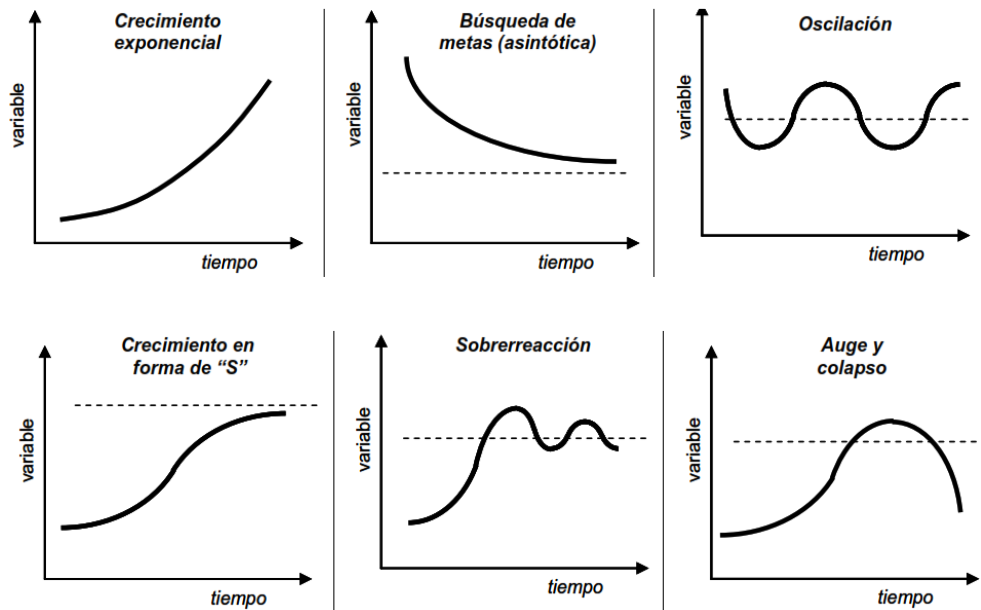 Crecimiento
exponencial
variable
tiempo
Búsqueda de
metas (asintótica)
variable
tiempo
Oscilación
variable
tiempo
Crecimiento en
forma de “S”
variable
tiempo
Sobrerreacción
variable
tiempo
Auge y
colapso
variable
tiempo